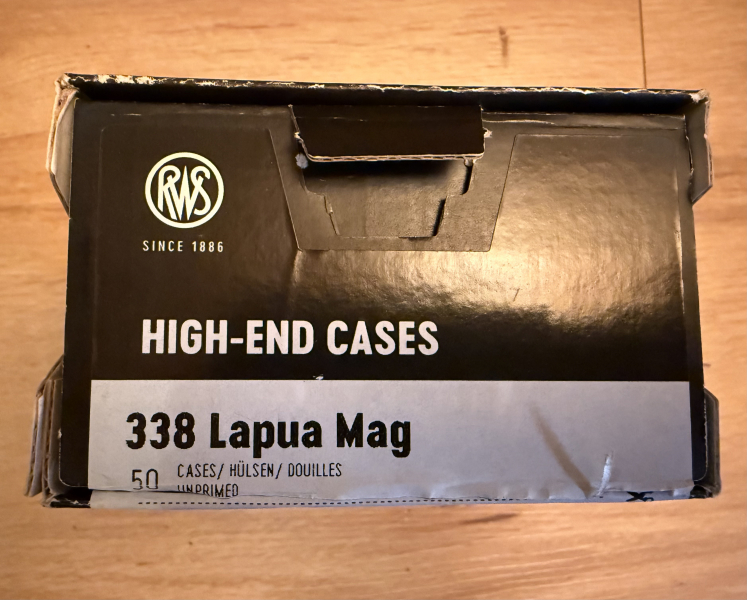 RWS
SINCE 1886
HIGH-END CASES
338 Lapua Mag
50 CASES/ HÜLSEN/ DOUILLES
UNPRIMED